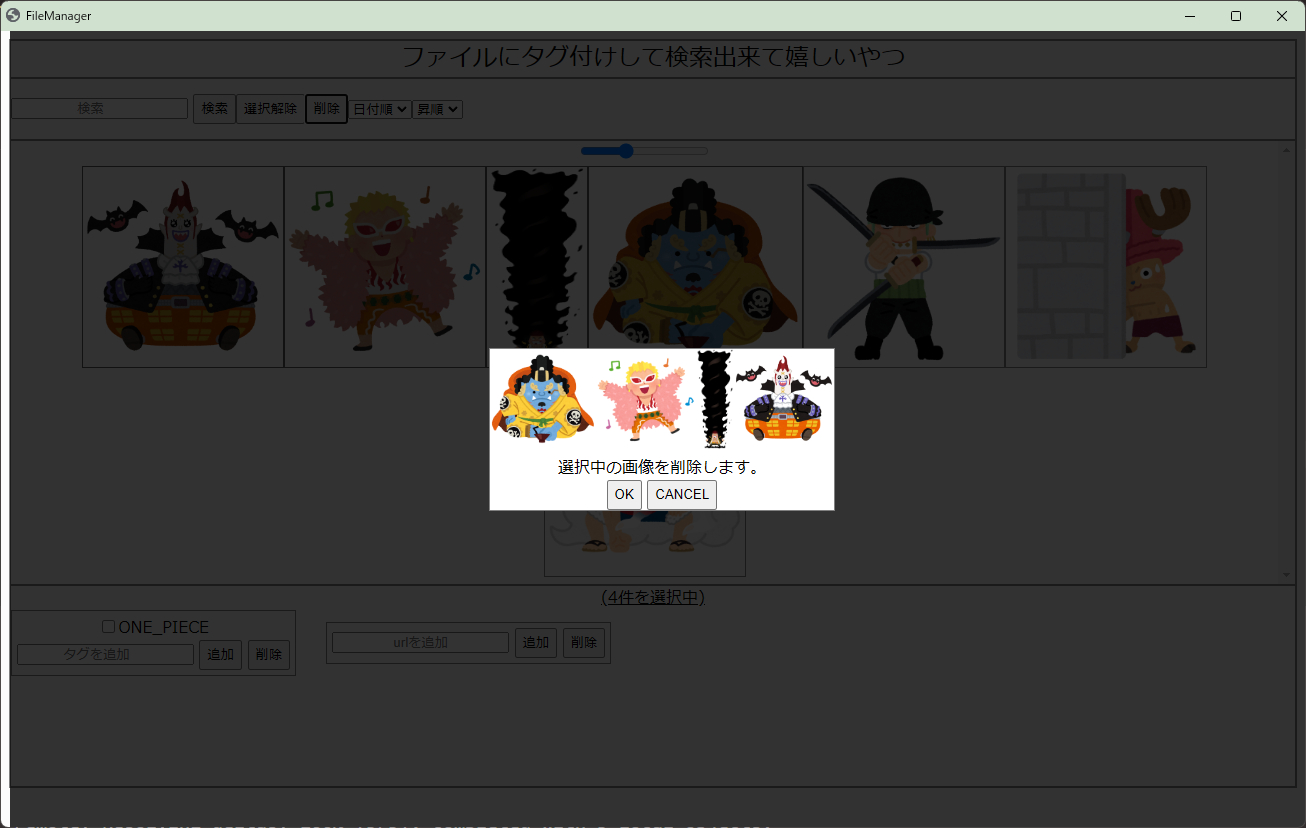 FileManager
ファイルにタグ付けして検索出来て嬉しいやつ
検索 検索 選択解除 削除 日付順 昇順
選択中の画像を削除します。
OK CANCEL
(4件を選択中)
ONE_PIECE
タグを追加 追加 削除
urlを追加 追加 削除